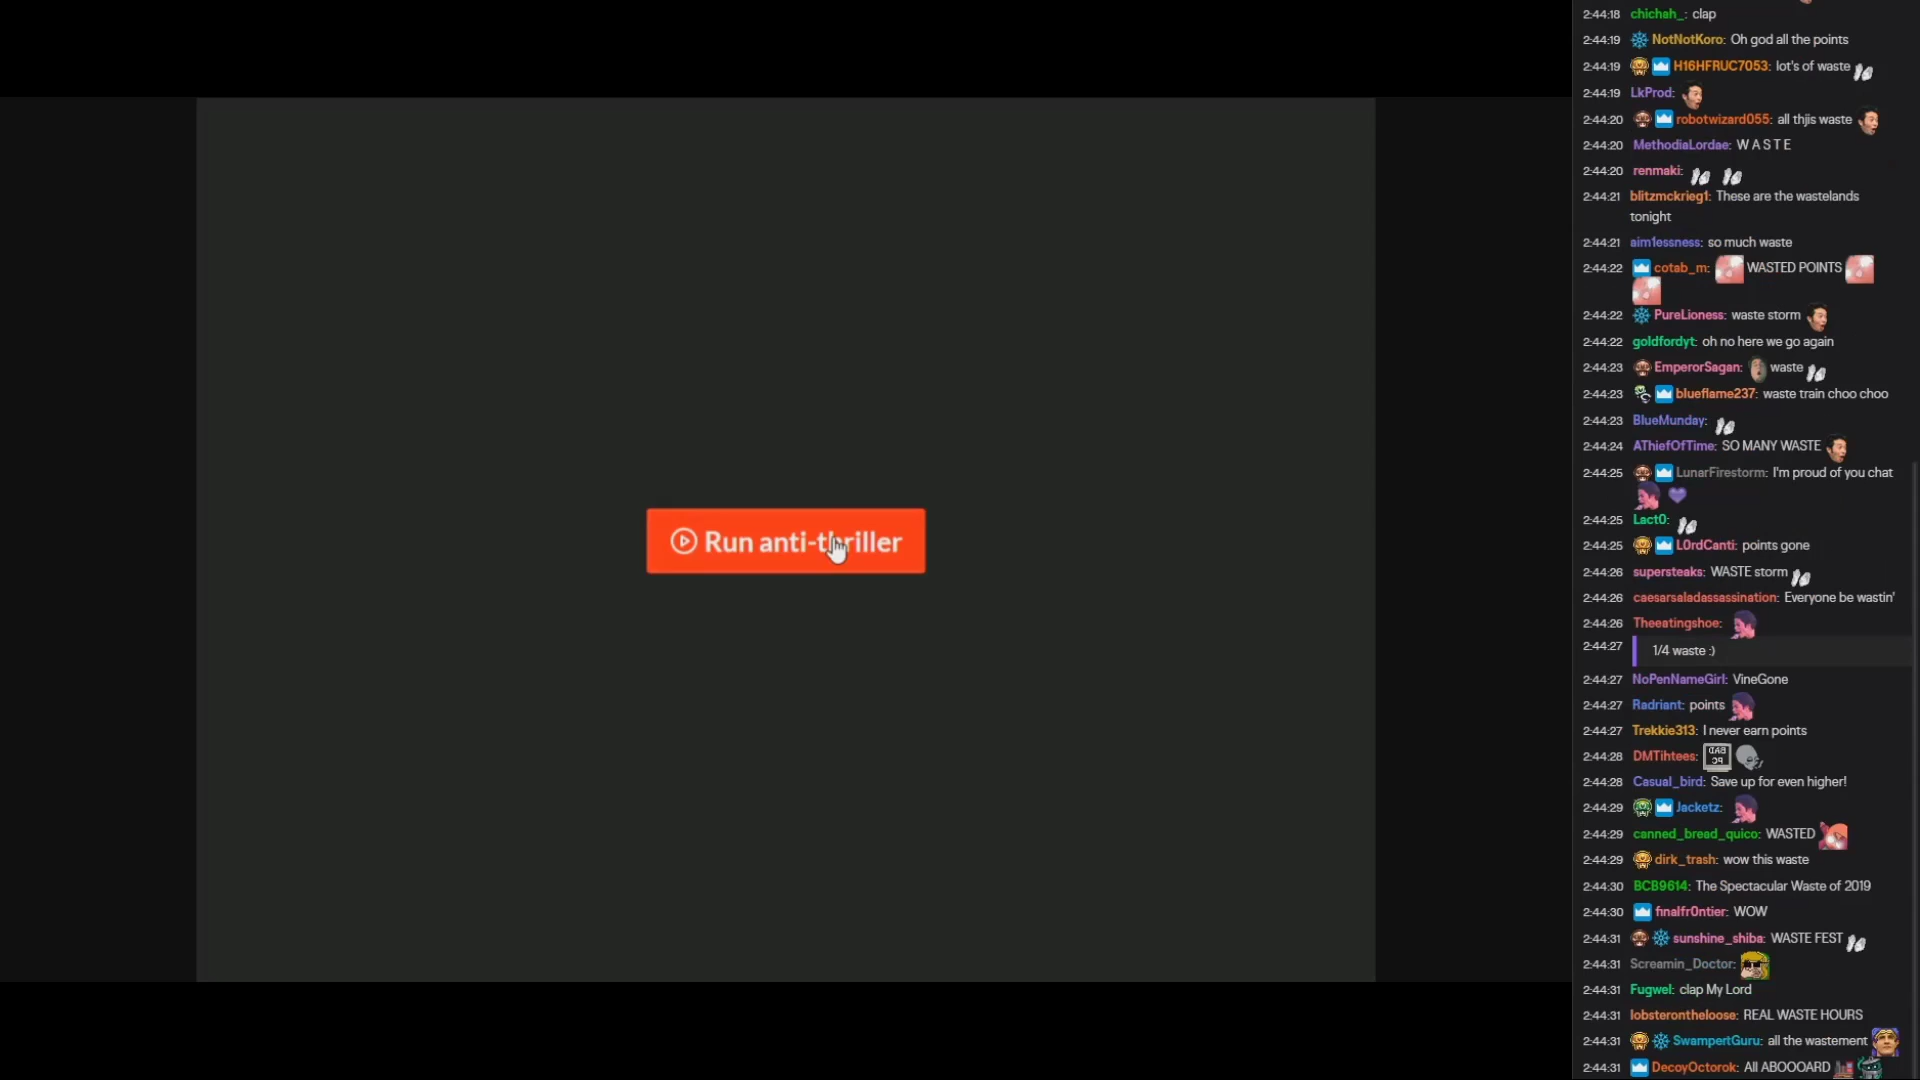 Run anti-thriller
2:44:18 chichah_: clap
2:44:19 NotNotKoro: Oh god all the points
2:44:19 H16HFRUC7053: lot's of waste
2:44:19 LkProd:
2:44:20 robotwizard055: all thjis waste
2:44:20 MethodiaLordae: W A S T E
2:44:20 renmaki:
2:44:21 blitzmckrieg1: These are the wastelands
tonight
2:44:21 aim1essness: so much waste
2:44:22 cotab_m: WASTED POINTS
2:44:22 PureLioness: waste storm
2:44:22 goldfordyt: oh no here we go again
2:44:23 EmperorSagan: waste
2:44:23 blueflame237: waste train choo choo
2:44:23 BlueMunday:
2:44:24 AThiefOfTime: SO MANY WASTE
2:44:25 LunarFirestorm: I'm proud of you chat
2:44:25 Lact0:
2:44:25 L0rdCanti: points gone
2:44:26 supersteaks: WASTE storm
2:44:26 caesarsaladassassination: Everyone be wastin'
2:44:26 Theeatingshoe:
2:44:27 1/4 waste :)
2:44:27 NoPenNameGirl: VineGone
2:44:27 Radriant: points
2:44:27 Trekkie313: I never earn points
2:44:28 DMTihtees:
2:44:28 Casual_bird: Save up for even higher!
2:44:29 Jacketz:
2:44:29 canned_bread_quico: WASTED
2:44:29 dirk_trash: wow this waste
2:44:30 BCB9614: The Spectacular Waste of 2019
2:44:30 finalfr0ntier: WOW
2:44:31 sunshine_shiba: WASTE FEST
2:44:31 Screamin_Doctor:
2:44:31 Fugwel: clap My Lord
2:44:31 lobsterontheloose: REAL WASTE HOURS
2:44:31 SwampertGuru: all the wastement
2:44:31 DecoyOctorok: All ABOOOARD